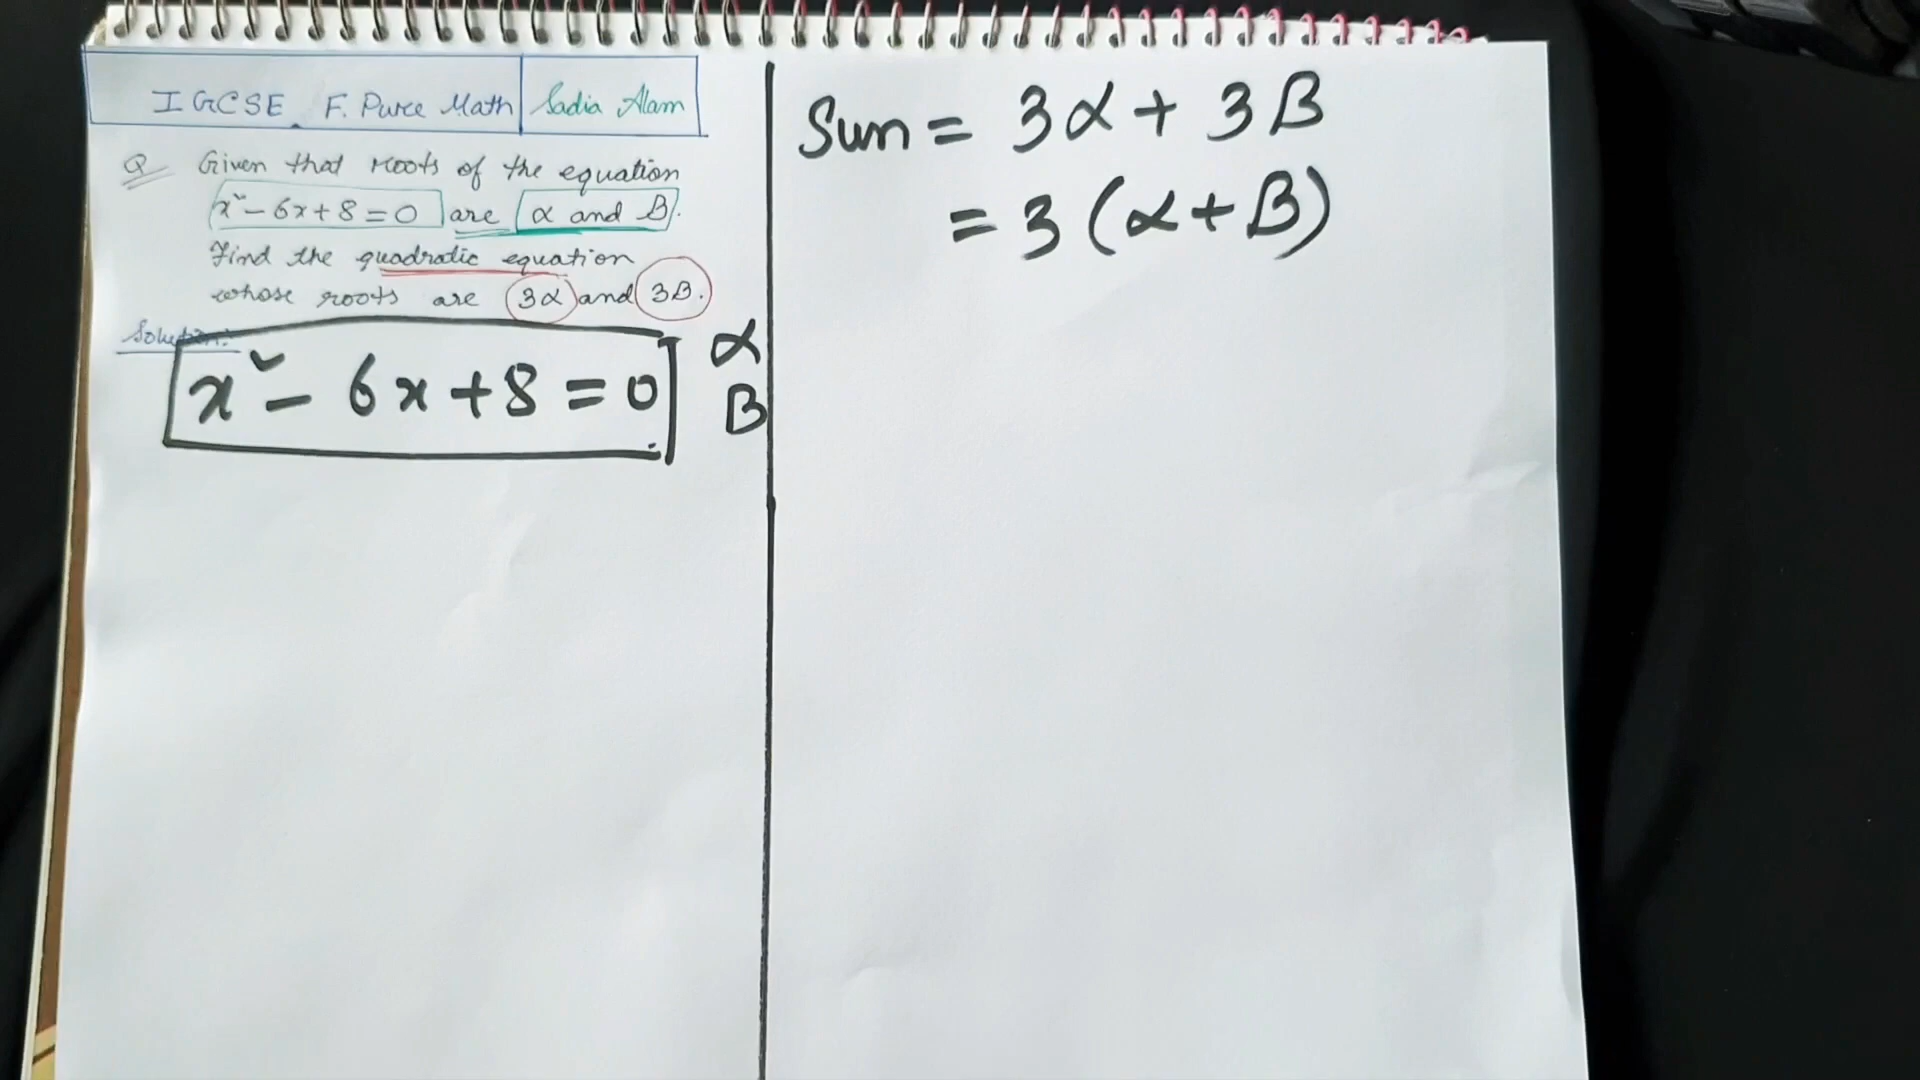 IGCSE F. Pure Math Sadia Alam
Q Given that roots of the equation
x² - 6x + 8 = 0 are α and β.
Find the quadratic equation
whose roots are 3α and 3β.
Solution:
x² - 6x + 8 = 0 α
β
Sum = 3α + 3β
= 3 (α + β)